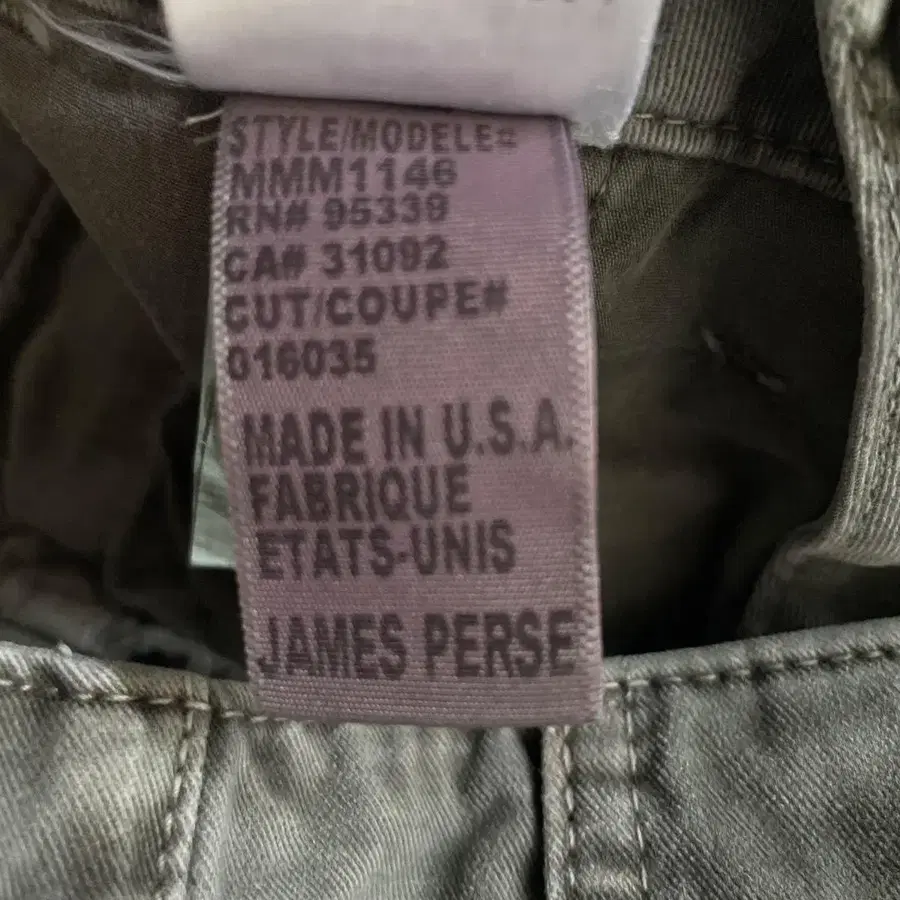 STYLE/MODELE#
MMM1146
RN# 95339
CA# 31092
CUT/COUPE#
016035
MADE IN U.S.A.
FABRIQUE
ETATS-UNIS
JAMES PERSE